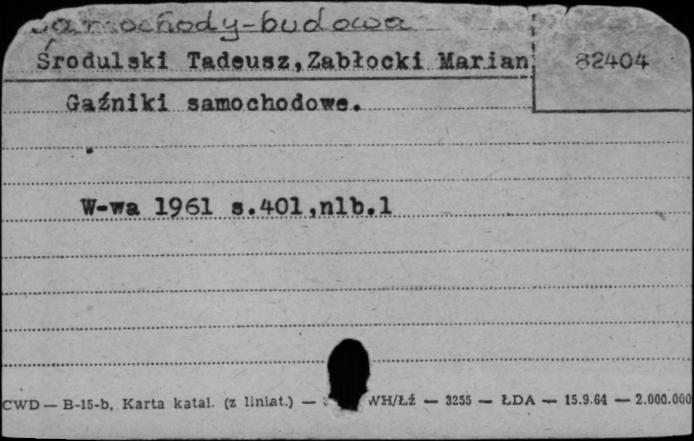 samochody-budowa
Środulski Tadeusz,Zabłocki Marian 82404
Gaźniki samochodowe.
W-wa 1961 s.401,nlb.1
CWD — B-15-b, Karta katal. (z liniat.) — WH/Łź — 3255 — ŁDA — 15.9.64 — 2.000.000